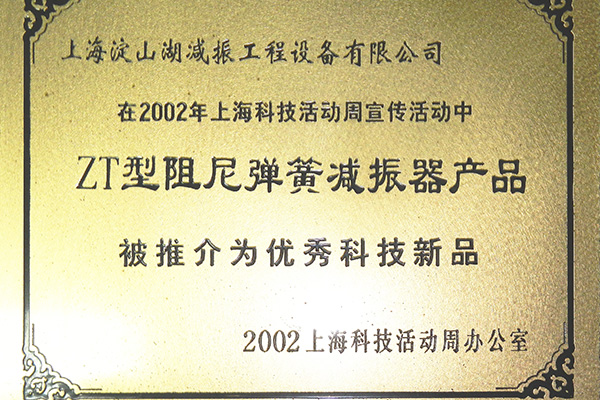 上海淀山湖减振工程设备有限公司
在2002年上海科技活动周宣传活动中
ZT型阻尼弹簧减振器产品
被推介为优秀科技新品
2002上海科技活动周办公室